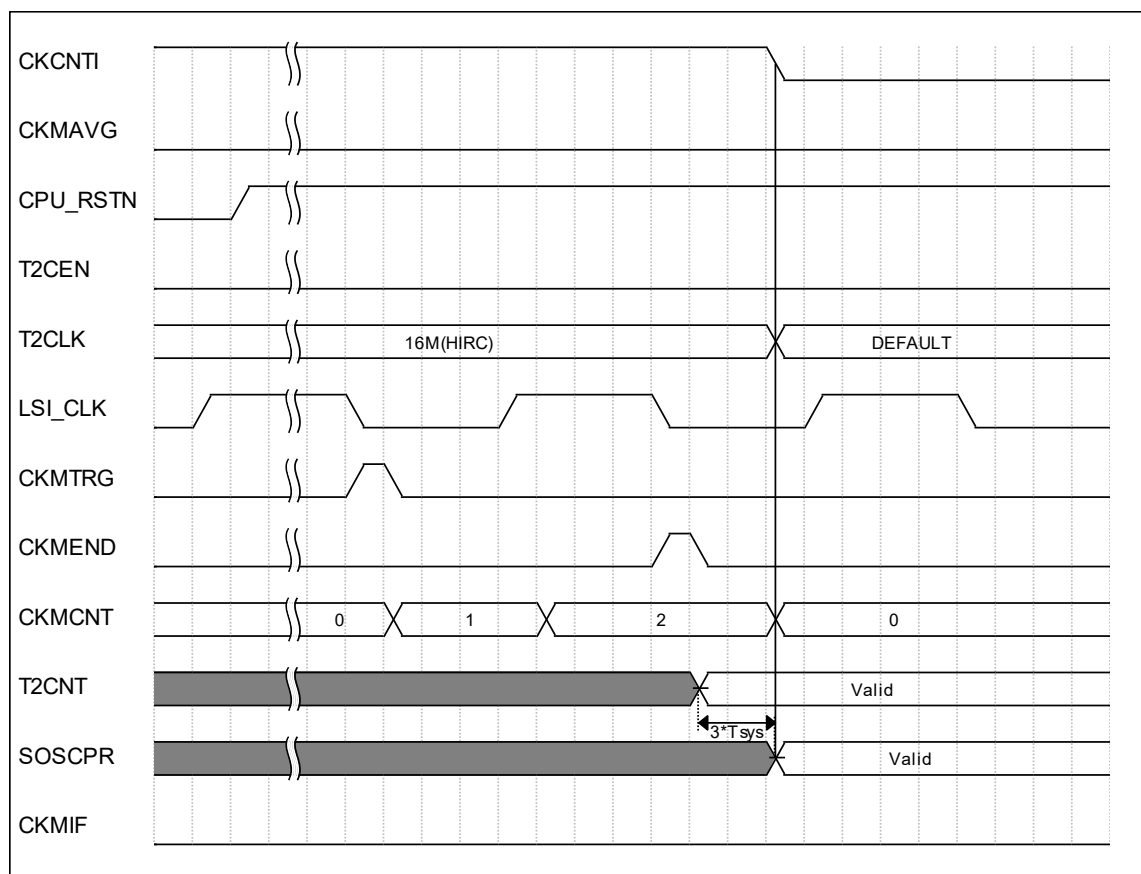 CKCNTI
CKMAVG
CPU_RSTN
T2CEN
T2CLK 16M(HIRC) DEFAULT
LSI_CLK
CKMTRG
CKMEND
CKMCNT 0 1 2 0
T2CNT Valid
3*Tsys
SOSCPR Valid
CKMIF